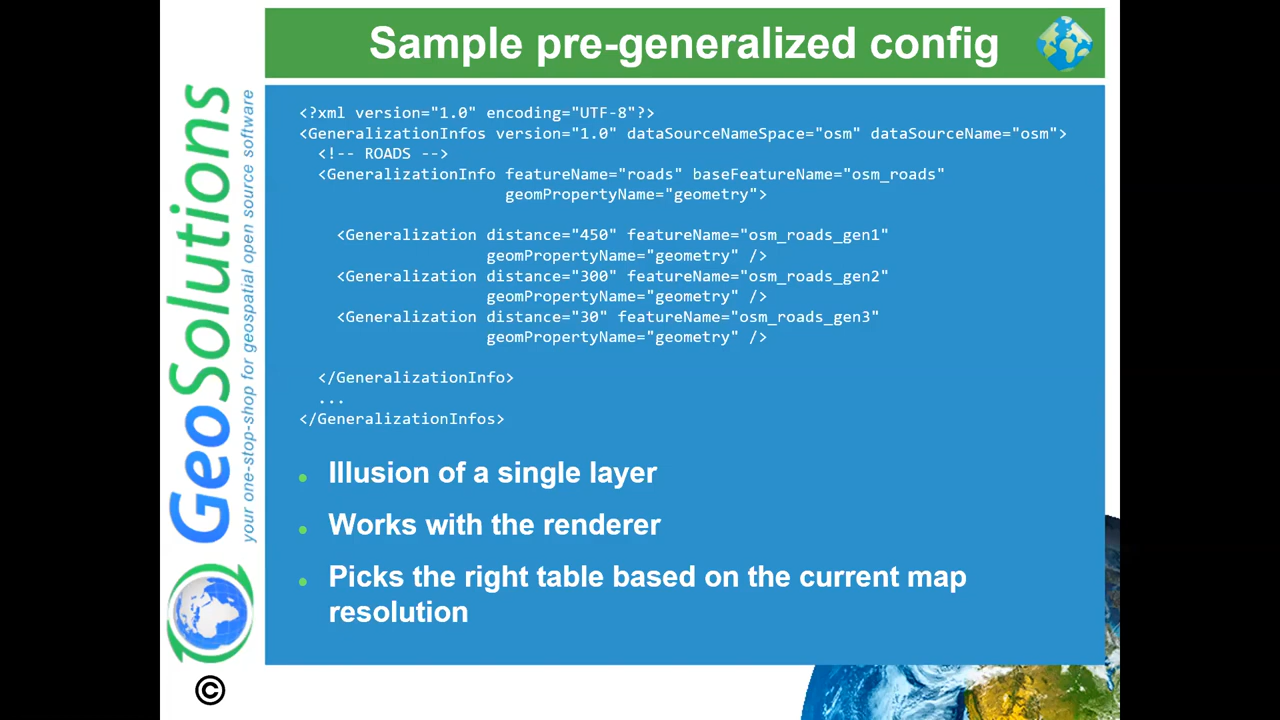 Sample pre-generalized config
<?xml version="1.0" encoding="UTF-8"?>
<GeneralizationInfos version="1.0" dataSourceNameSpace="osm" dataSourceName="osm">
<!-- ROADS -->
<GeneralizationInfo featureName="roads" baseFeatureName="osm_roads"
geomPropertyName="geometry">
<Generalization distance="450" featureName="osm_roads_gen1"
geomPropertyName="geometry" />
<Generalization distance="300" featureName="osm_roads_gen2"
geomPropertyName="geometry" />
<Generalization distance="30" featureName="osm_roads_gen3"
geomPropertyName="geometry" />
</GeneralizationInfo>
...
</GeneralizationInfos>
• Illusion of a single layer
• Works with the renderer
• Picks the right table based on the current map
resolution
GeoSolutions
your one-stop-shop for geospatial open source software
©